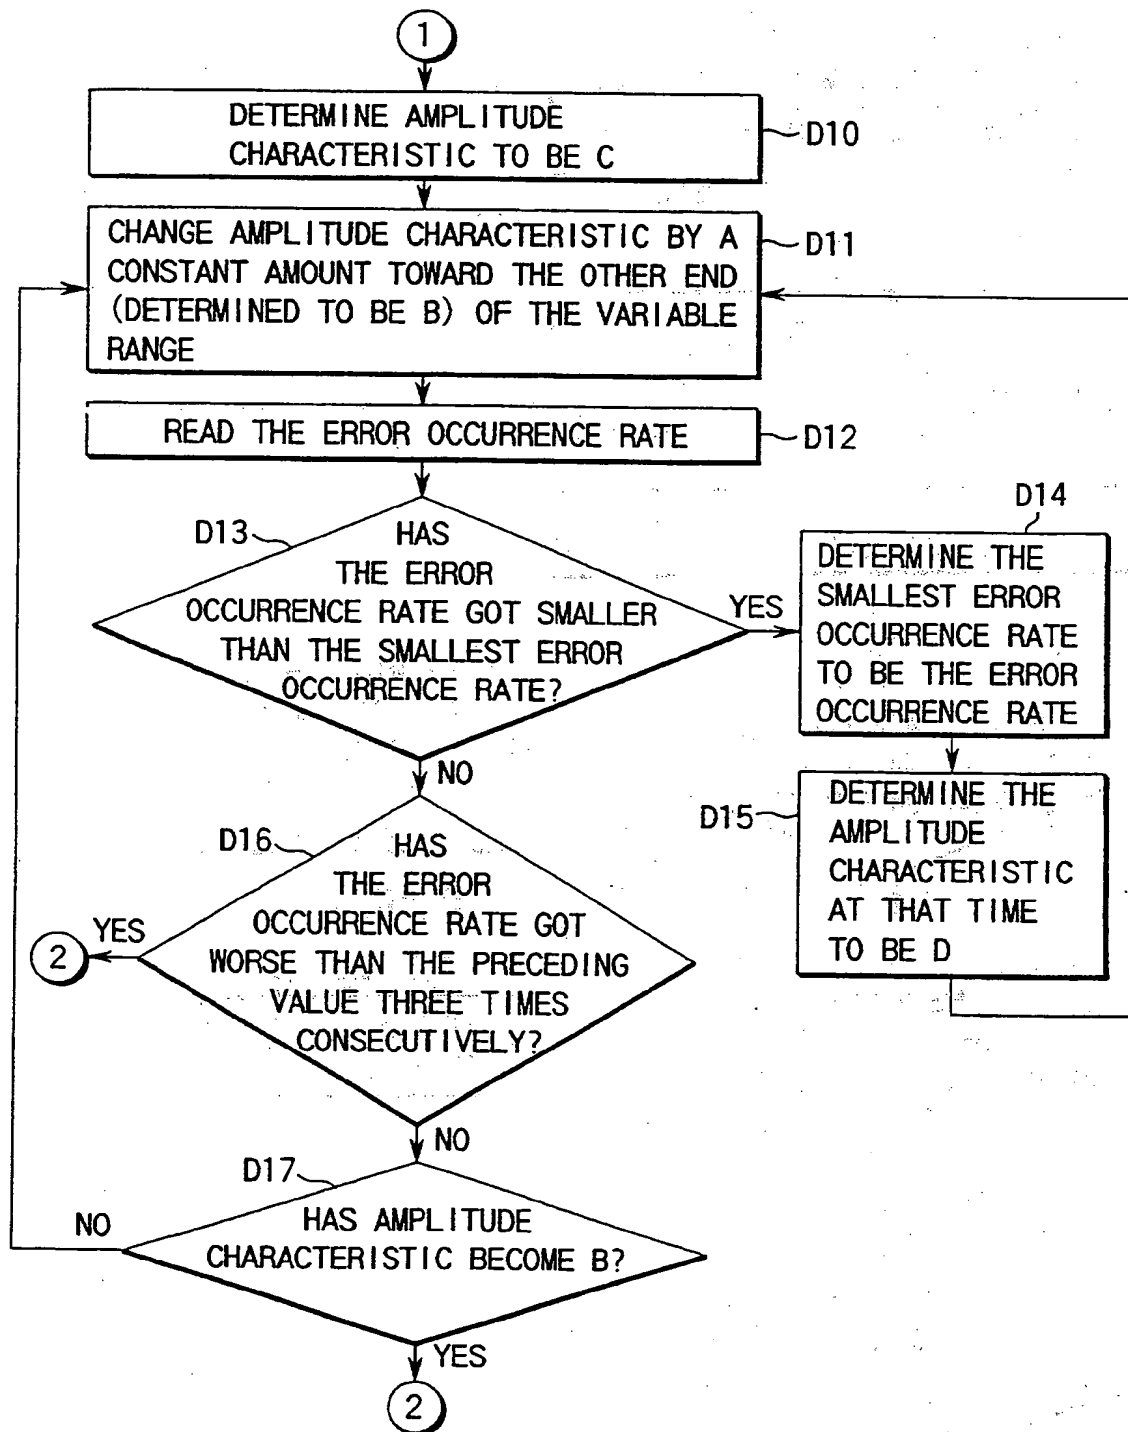 1
DETERMINE AMPLITUDE
CHARACTERISTIC TO BE C
D10
CHANGE AMPLITUDE CHARACTERISTIC BY A
CONSTANT AMOUNT TOWARD THE OTHER END
(DETERMINED TO BE B) OF THE VARIABLE
RANGE
D11
READ THE ERROR OCCURRENCE RATE
D12
D13
HAS
THE ERROR
OCCURRENCE RATE GOT SMALLER
THAN THE SMALLEST ERROR
OCCURRENCE RATE?
YES
NO
D14
DETERMINE THE
SMALLEST ERROR
OCCURRENCE RATE
TO BE THE ERROR
OCCURRENCE RATE
D15
DETERMINE THE
AMPLITUDE
CHARACTERISTIC
AT THAT TIME
TO BE D
D16
HAS
THE ERROR
OCCURRENCE RATE GOT
WORSE THAN THE PRECEDING
VALUE THREE TIMES
CONSECUTIVELY?
YES
2
NO
D17
HAS AMPLITUDE
CHARACTERISTIC BECOME B?
NO
YES
2